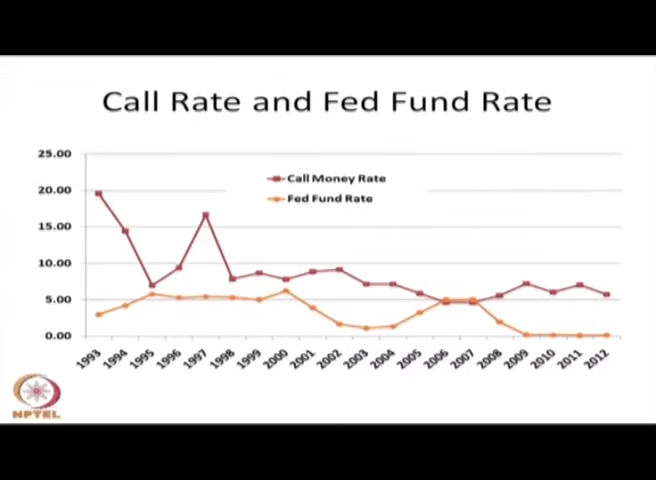 Call Rate and Fed Fund Rate
25.00
20.00
15.00
10.00
5.00
0.00
Call Money Rate
Fed Fund Rate
1993 1994 1995 1996 1997 1998 1999 2000 2001 2002 2003 2004 2005 2006 2007 2008 2009 2010 2011 2012
NPTEL